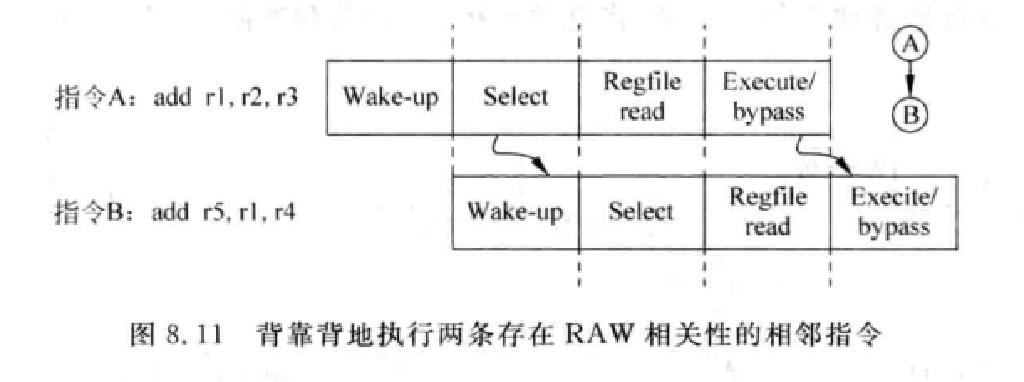 A
指令A: add r1, r2, r3
Wake-up
Select
Regfile
read
Execute/
bypass
B
指令B: add r5, r1, r4
Wake-up
Select
Regfile
read
Execite/
bypass
图 8.11 背靠背地执行两条存在 RAW 相关性的相邻指令